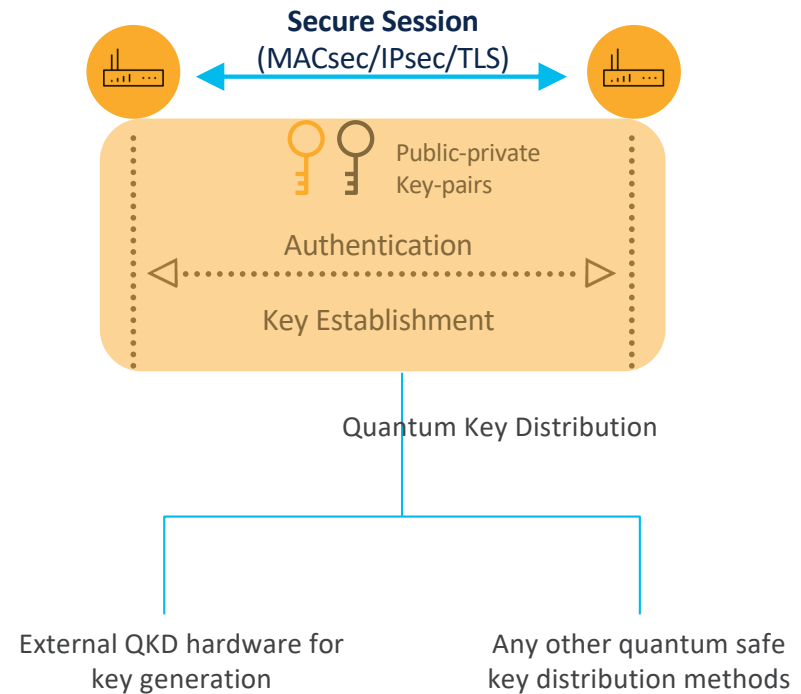 Secure Session
(MACsec/IPsec/TLS)
Public-private
Key-pairs
Authentication
Key Establishment
Quantum Key Distribution
External QKD hardware for
key generation
Any other quantum safe
key distribution methods